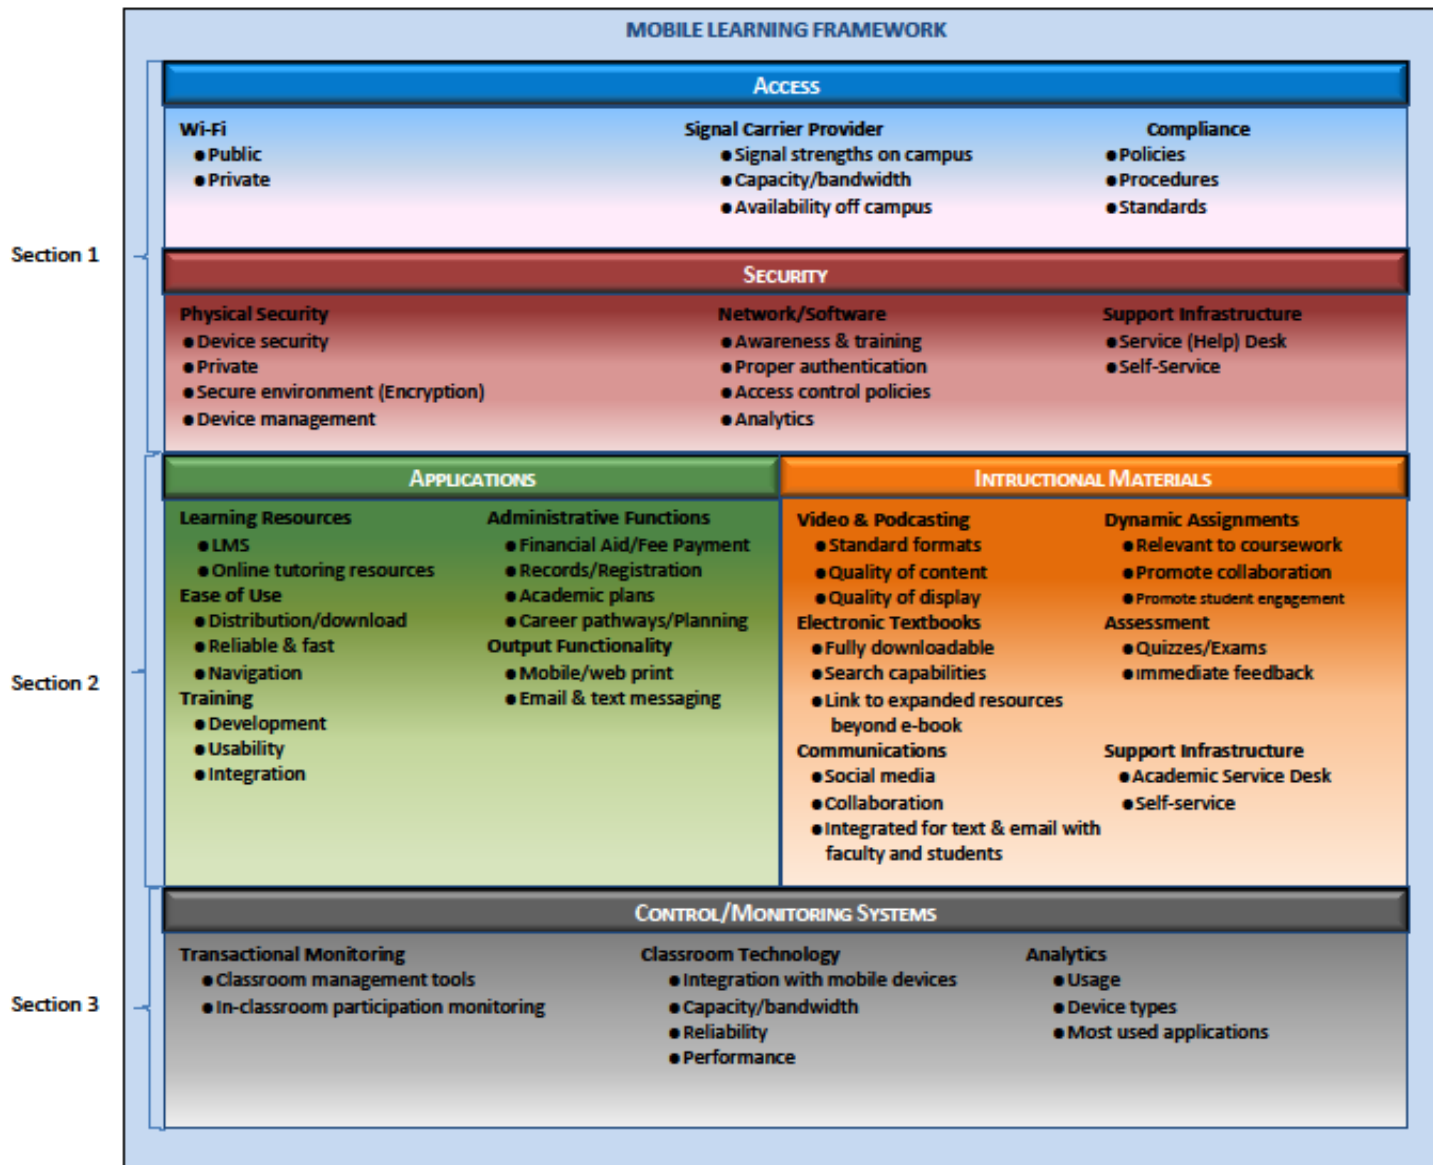 MOBILE LEARNING FRAMEWORK
Section 1
ACCESS
Wi-Fi
● Public
● Private
Signal Carrier Provider
● Signal strengths on campus
● Capacity/bandwidth
● Availability off campus
Compliance
● Policies
● Procedures
● Standards
SECURITY
Physical Security
● Device security
● Private
● Secure environment (Encryption)
● Device management
Network/Software
● Awareness & training
● Proper authentication
● Access control policies
● Analytics
Support Infrastructure
● Service (Help) Desk
● Self-Service
Section 2
APPLICATIONS
Learning Resources
● LMS
● Online tutoring resources
Ease of Use
● Distribution/download
● Reliable & fast
● Navigation
Training
● Development
● Usability
● Integration
Administrative Functions
● Financial Aid/Fee Payment
● Records/Registration
● Academic plans
● Career pathways/Planning
Output Functionality
● Mobile/web print
● Email & text messaging
INTRUCTIONAL MATERIALS
Video & Podcasting
● Standard formats
● Quality of content
● Quality of display
Electronic Textbooks
● Fully downloadable
● Search capabilities
● Link to expanded resources
beyond e-book
Communications
● Social media
● Collaboration
● Integrated for text & email with
faculty and students
Dynamic Assignments
● Relevant to coursework
● Promote collaboration
● Promote student engagement
Assessment
● Quizzes/Exams
● Immediate feedback
Support Infrastructure
● Academic Service Desk
● Self-service
Section 3
CONTROL/MONITORING SYSTEMS
Transactional Monitoring
● Classroom management tools
● In-classroom participation monitoring
Classroom Technology
● Integration with mobile devices
● Capacity/bandwidth
● Reliability
● Performance
Analytics
● Usage
● Device types
● Most used applications